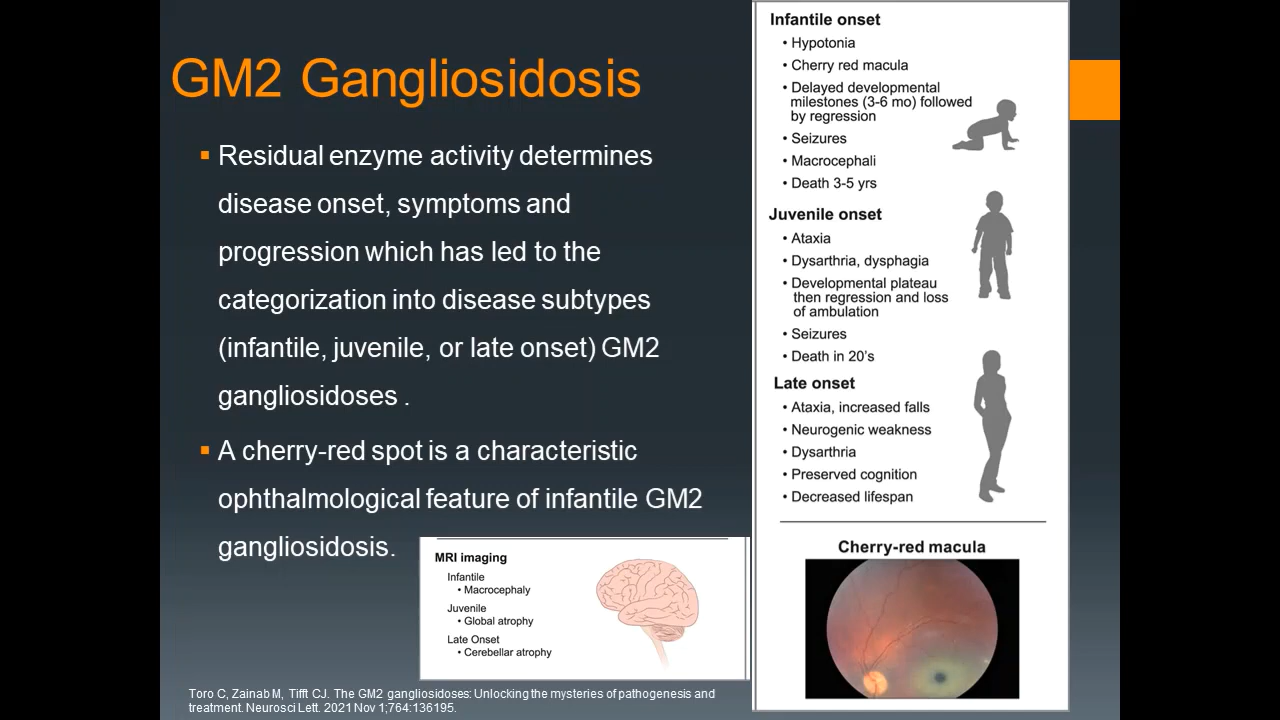 GM2 Gangliosidosis
Residual enzyme activity determines
disease onset, symptoms and
progression which has led to the
categorization into disease subtypes
(infantile, juvenile, or late onset) GM2
gangliosidoses .
A cherry-red spot is a characteristic
ophthalmological feature of infantile GM2
gangliosidosis.
MRI imaging
Infantile
• Macrocephaly
Juvenile
• Global atrophy
Late Onset
• Cerebellar atrophy
Toro C, Zainab M, Tifft CJ. The GM2 gangliosidoses: Unlocking the mysteries of pathogenesis and
treatment. Neurosci Lett. 2021 Nov 1;764:136195.
Infantile onset
• Hypotonia
• Cherry red macula
• Delayed developmental
milestones (3-6 mo) followed
by regression
• Seizures
• Macrocephali
• Death 3-5 yrs
Juvenile onset
• Ataxia
• Dysarthria, dysphagia
• Developmental plateau
then regression and loss
of ambulation
• Seizures
• Death in 20's
Late onset
• Ataxia, increased falls
• Neurogenic weakness
• Dysarthria
• Preserved cognition
• Decreased lifespan
Cherry-red macula